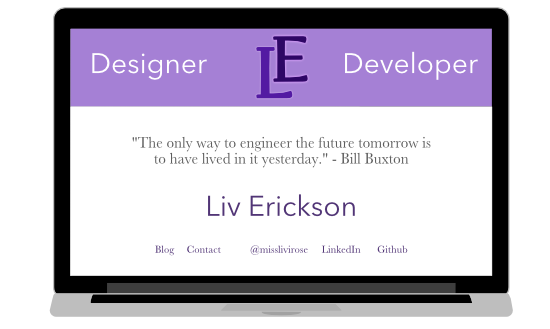 Designer LE Developer
"The only way to engineer the future tomorrow is
to have lived in it yesterday." - Bill Buxton
Liv Erickson
Blog Contact @misslivirose LinkedIn Github